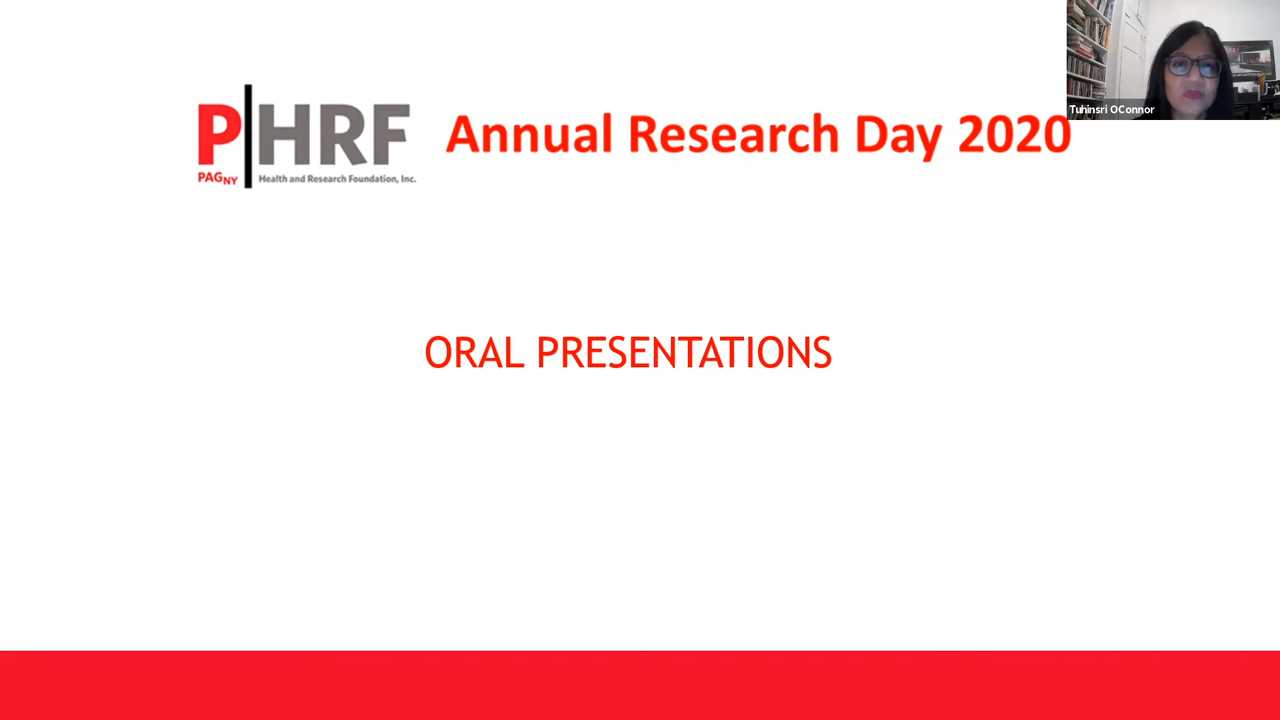 Tuhinsri OConnor
PHRF Annual Research Day 2020
PAGNY Health and Research Foundation, Inc.
ORAL PRESENTATIONS